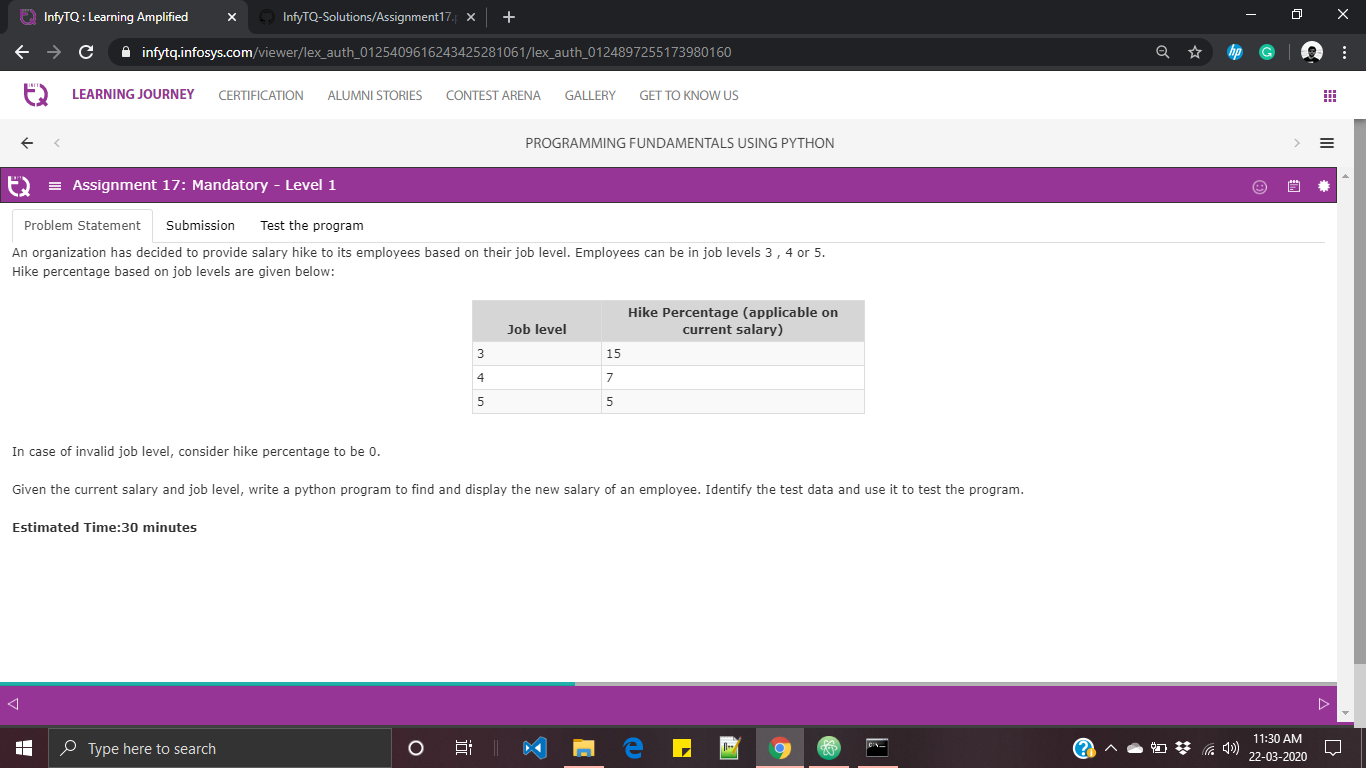 InfyTQ : Learning Amplified
InfyTQ-Solutions/Assignment17.
infytq.infosys.com/viewer/lex_auth_0125409616243425281061/lex_auth_0124897255173980160
LEARNING JOURNEY CERTIFICATION ALUMNI STORIES CONTEST ARENA GALLERY GET TO KNOW US
PROGRAMMING FUNDAMENTALS USING PYTHON
Assignment 17: Mandatory - Level 1
Problem Statement Submission Test the program
An organization has decided to provide salary hike to its employees based on their job level. Employees can be in job levels 3 , 4 or 5.
Hike percentage based on job levels are given below:
Job level Hike Percentage (applicable on
current salary)
3 15
4 7
5 5
In case of invalid job level, consider hike percentage to be 0.
Given the current salary and job level, write a python program to find and display the new salary of an employee. Identify the test data and use it to test the program.
Estimated Time:30 minutes
Type here to search
11:30 AM
22-03-2020